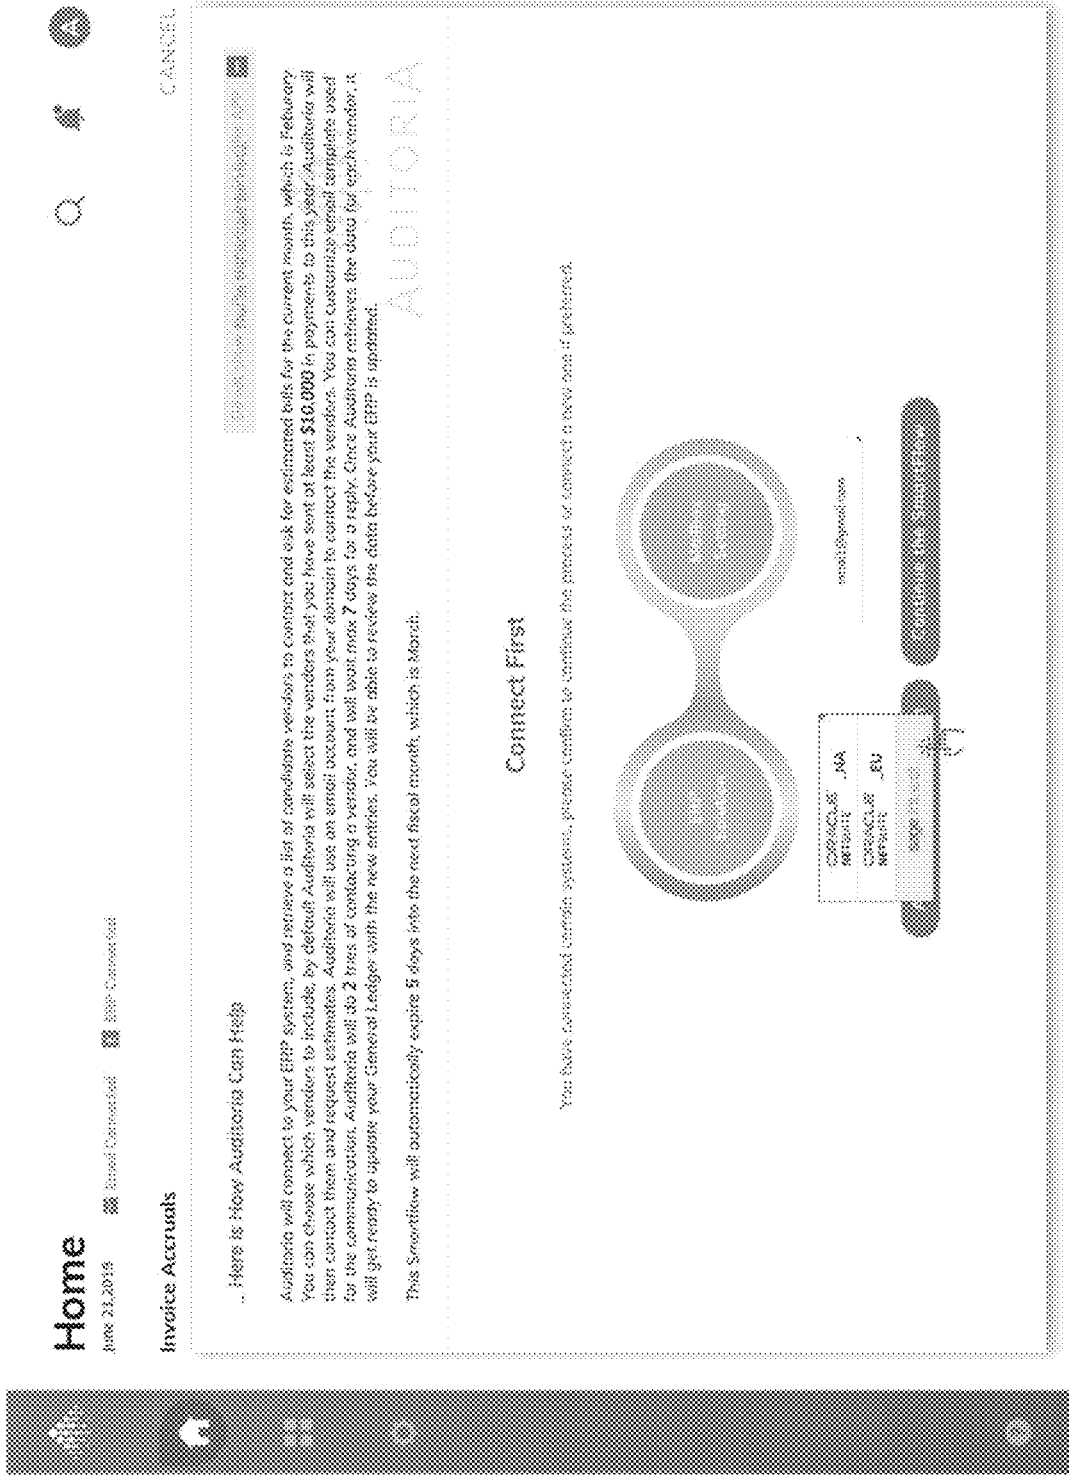 Home
June 21, 2019
Email Connected
ERP Connected
Invoice Accruals
CANCEL
Here is How Auditoria Can Help
Auditoria will connect to your ERP system, and retrieve a list of candidate vendors to contact and ask for estimated bills for the current month, which is Feburary
You can choose which vendors to include, by default Auditoria will select the vendors that you have sent at least $10,000 in payments to this year. Auditoria will
then contact them and request estimates. Auditoria will use an email account from your domain to contact the vendors. You can customize email template used
for the communication. Auditoria will do 2 tries of contacting a vendor, and will wait max 7 days for a reply. Once Auditoria retrieves the data for each vendor, it
will get ready to update your General Ledger with the new entries. You will be able to review the data before your ERP is updated.
This Smartflow will automatically expire 5 days into the next fiscal month, which is March.
AUDITORIA
Connect First
You have connected certain systems, please confirm to continue the process or connect a new one if preferred.
ORACLE NETSUITE _NA
ORACLE NETSUITE _EU